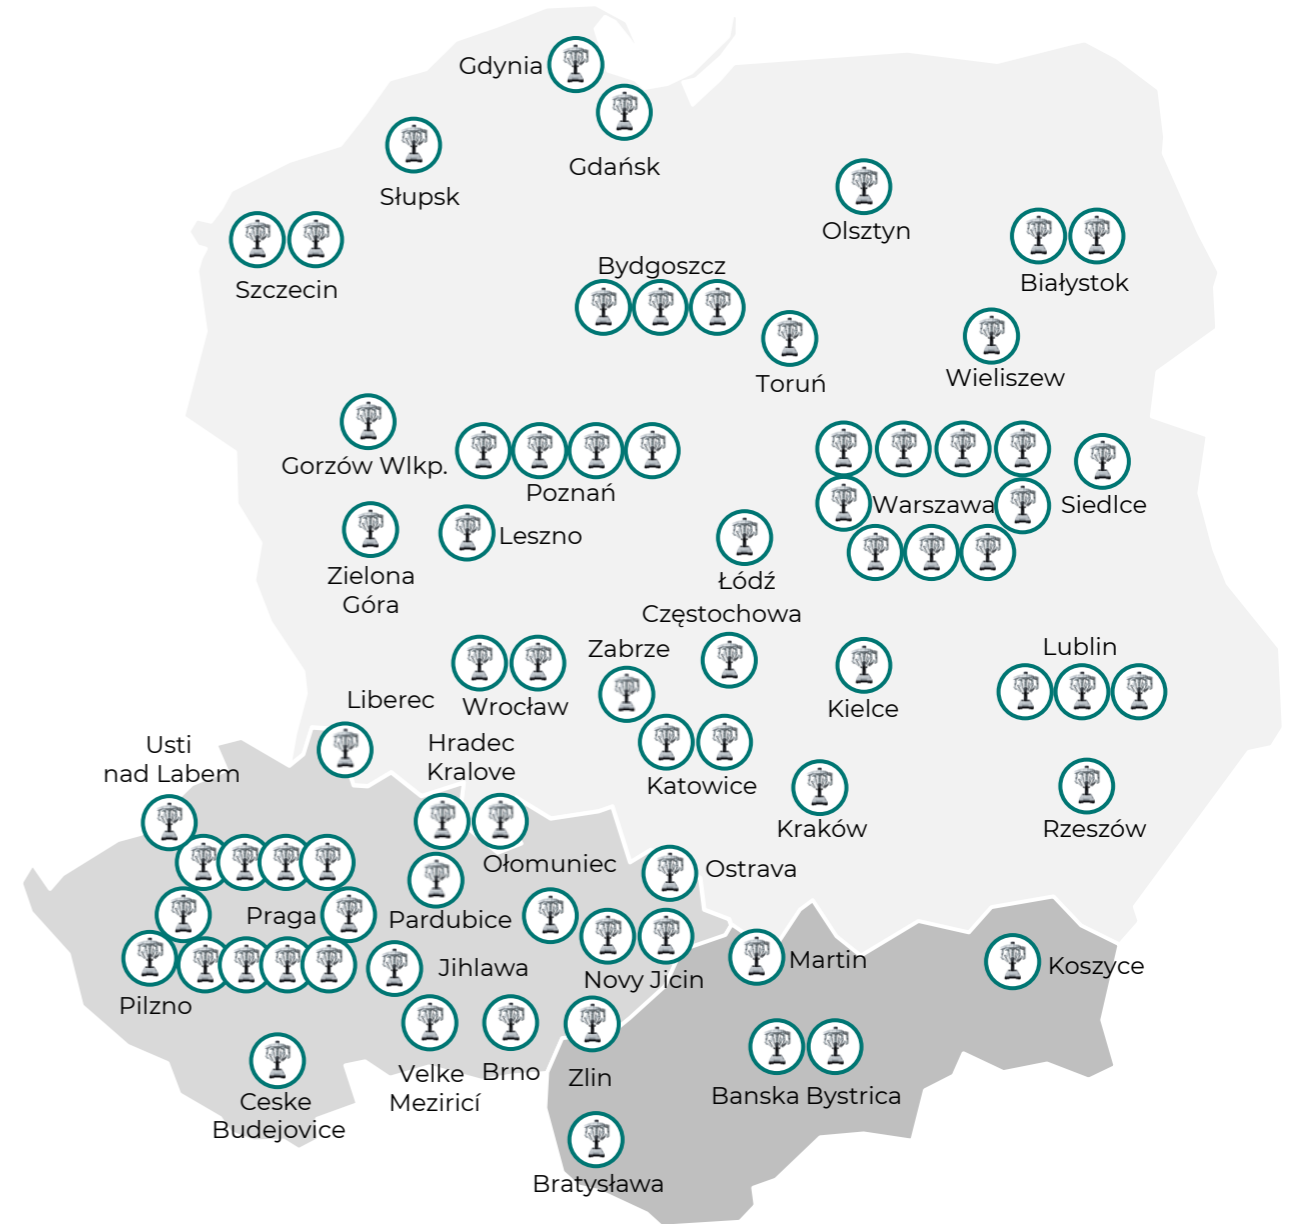 Gdynia
Gdańsk
Słupsk
Olsztyn
Szczecin
Białystok
Bydgoszcz
Toruń
Wieliszew
Gorzów Wlkp.
Poznań
Warszawa
Siedlce
Leszno
Zielona
Góra
Łódź
Częstochowa
Zabrze
Lublin
Wrocław
Kielce
Liberec
Katowice
Usti
nad Labem
Hradec
Kralove
Kraków
Rzeszów
Ołomuniec
Ostrava
Praga
Pardubice
Martin
Koszyce
Jihlawa
Novy Jicin
Pilzno
Velke
Meziricí
Brno
Zlin
Banska Bystrica
Ceske
Budejovice
Bratysława